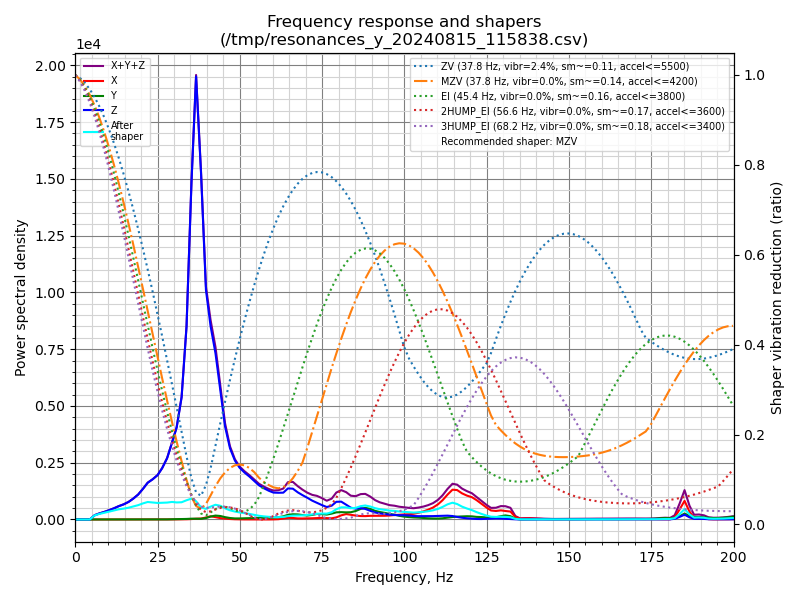 Frequency response and shapers
(/tmp/resonances_y_20240815_115838.csv)
1e4
X+Y+Z
X
Y
Z
After
shaper
ZV (37.8 Hz, vibr=2.4%, sm~=0.11, accel<=5500)
MZV (37.8 Hz, vibr=0.0%, sm~=0.14, accel<=4200)
EI (45.4 Hz, vibr=0.0%, sm~=0.16, accel<=3800)
2HUMP_EI (56.6 Hz, vibr=0.0%, sm~=0.17, accel<=3600)
3HUMP_EI (68.2 Hz, vibr=0.0%, sm~=0.18, accel<=3400)
Recommended shaper: MZV
Power spectral density
2.00
1.75
1.50
1.25
1.00
0.75
0.50
0.25
0.00
Shaper vibration reduction (ratio)
1.0
0.8
0.6
0.4
0.2
0.0
0 25 50 75 100 125 150 175 200
Frequency, Hz